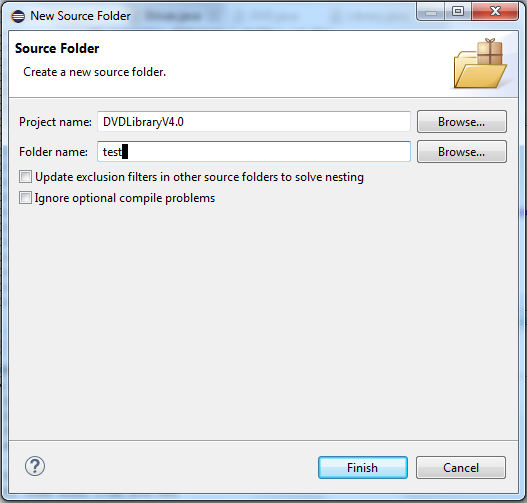 New Source Folder
Source Folder
Create a new source folder.
Project name: DVDLibraryV4.0 Browse...
Folder name: test Browse...
Update exclusion filters in other source folders to solve nesting
Ignore optional compile problems
? Finish Cancel